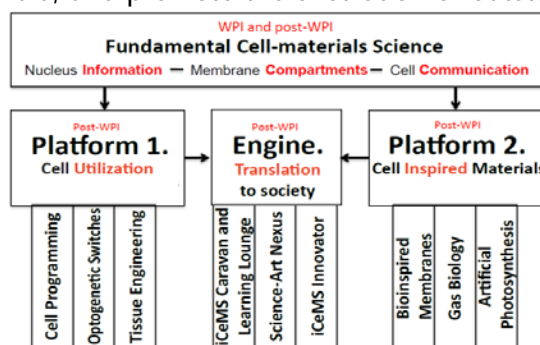 WPI and post-WPI
Fundamental Cell-materials Science
Nucleus Information — Membrane Compartments — Cell Communication
Post-WPI
Platform 1.
Cell Utilization
Post-WPI
Engine.
Translation
to society
Post-WPI
Platform 2.
Cell Inspired Materials
Cell Programming
Optogenetic Switches
Tissue Engineering
iCeMS Caravan and
Learning Lounge
Science-Art Nexus
iCeMS Innovator
Bioinspired
Membranes
Gas Biology
Artificial
Photosynthesis